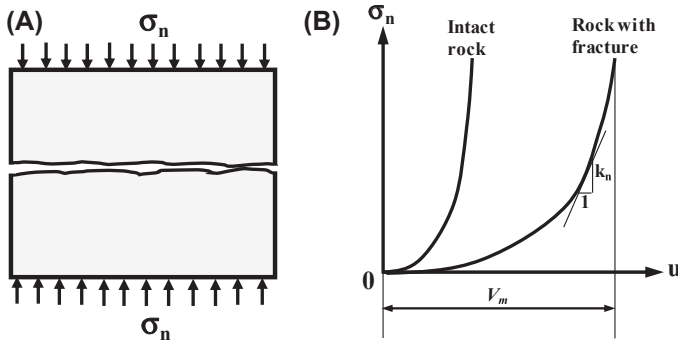 (A)
σn
σn
(B)
σn
Intact
rock
Rock with
fracture
kn
1
0
u
Vm